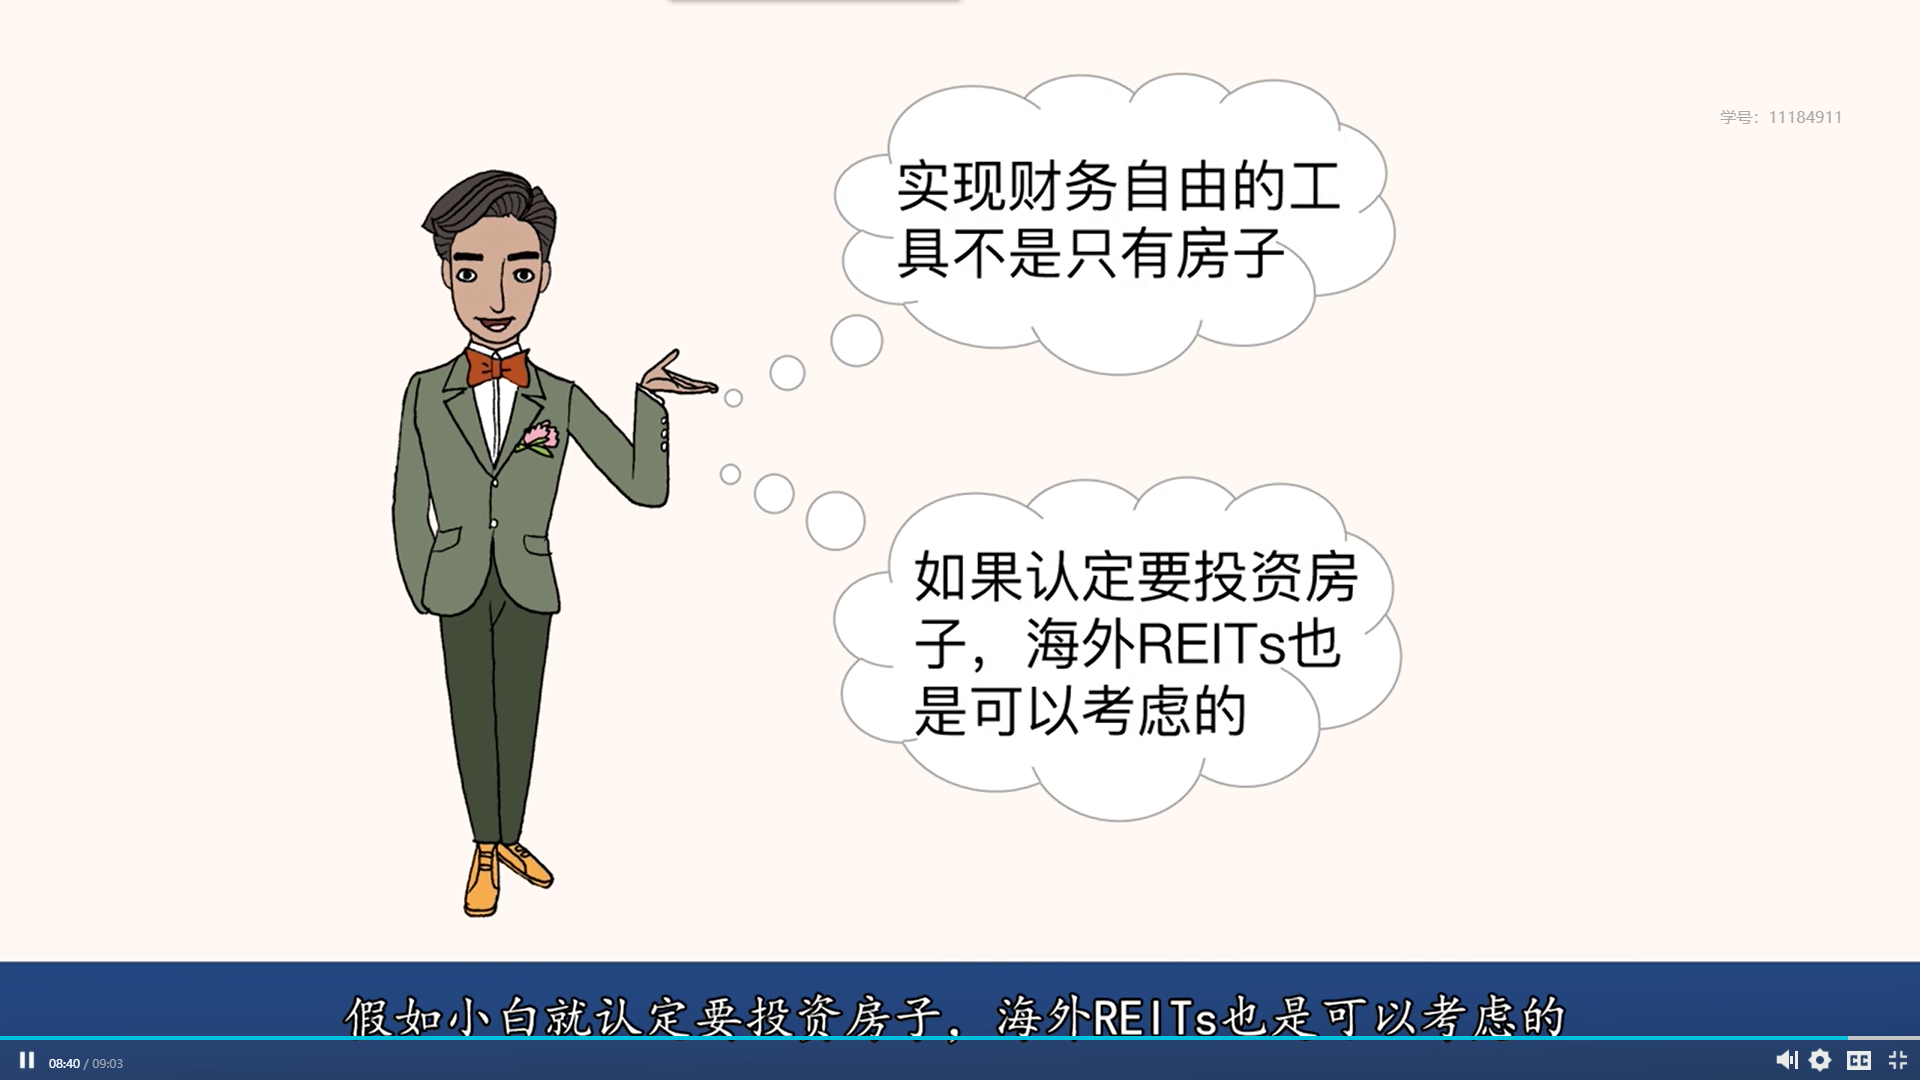 学号：11184911
实现财务自由的工
具不是只有房子
如果认定要投资房
子，海外REITs也
是可以考虑的
假如小白就认定要投资房子，海外REITs也是可以考虑的
08:40 / 09:03
CC